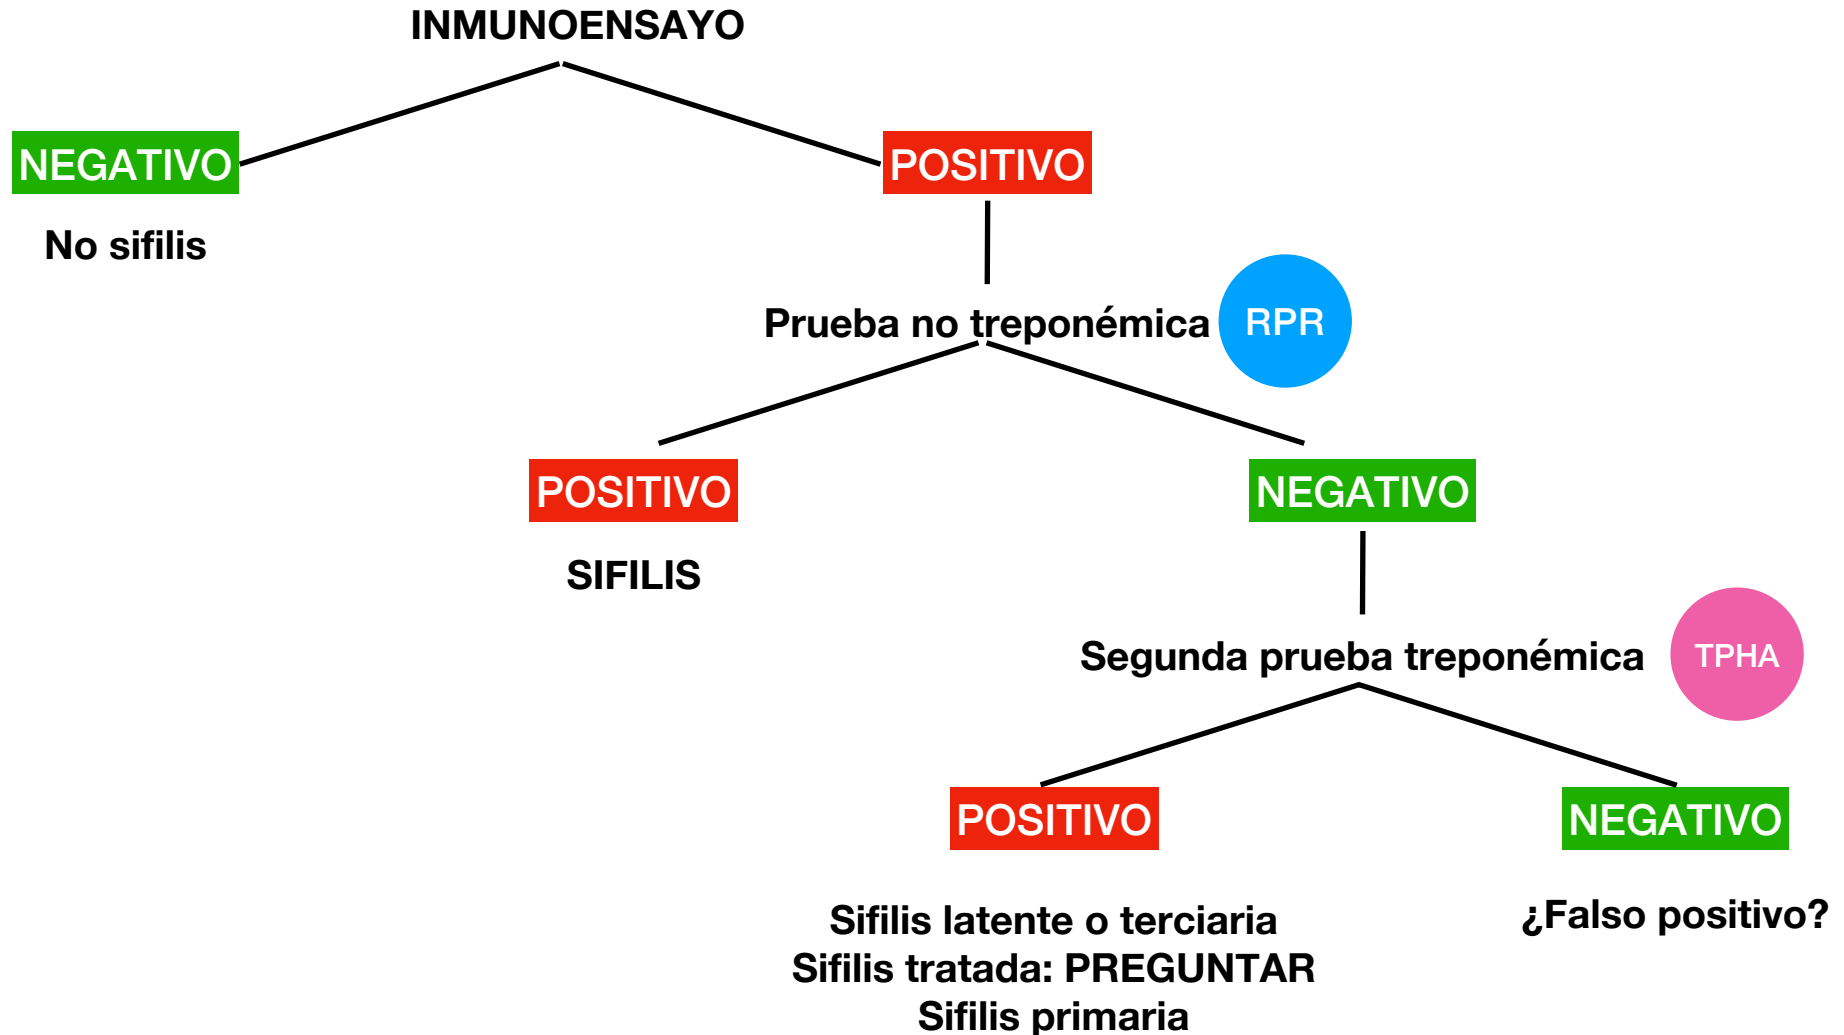 INMUNOENSAYO
NEGATIVO
POSITIVO
No sifilis
Prueba no treponémica
RPR
POSITIVO
NEGATIVO
SIFILIS
Segunda prueba treponémica
TPHA
POSITIVO
NEGATIVO
Sifilis latente o terciaria
Sifilis tratada: PREGUNTAR
Sifilis primaria
¿Falso positivo?